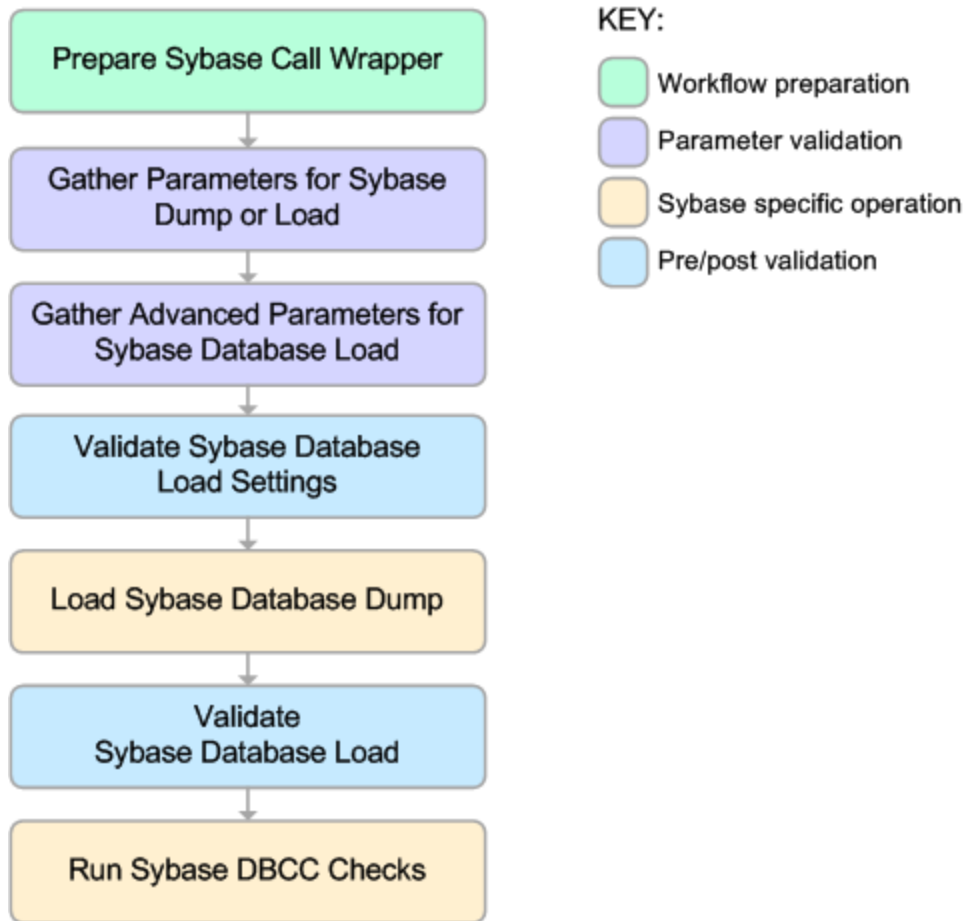 Prepare Sybase Call Wrapper
Gather Parameters for Sybase
Dump or Load
Gather Advanced Parameters for
Sybase Database Load
Validate Sybase Database
Load Settings
Load Sybase Database Dump
Validate
Sybase Database Load
Run Sybase DBCC Checks
KEY:
Workflow preparation
Parameter validation
Sybase specific operation
Pre/post validation